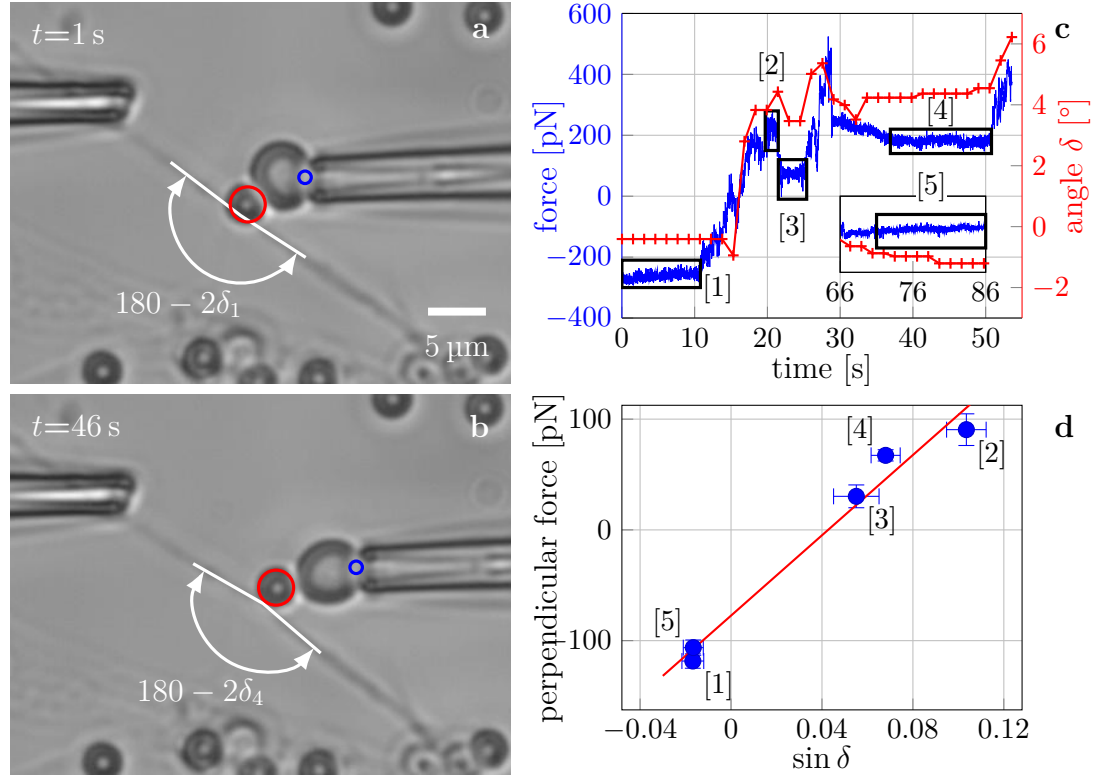 t=1 s
a
180 − 2δ₁
5 µm
t=46 s
b
180 − 2δ₄
c
force [pN]
600
400
200
0
−200
−400
angle δ [°]
6
4
2
0
−2
[1]
[2]
[3]
[4]
[5]
66 76 86
0 10 20 30 40 50
time [s]
d
perpendicular force [pN]
100
0
−100
[1]
[2]
[3]
[4]
[5]
−0.04 0 0.04 0.08 0.12
sin δ